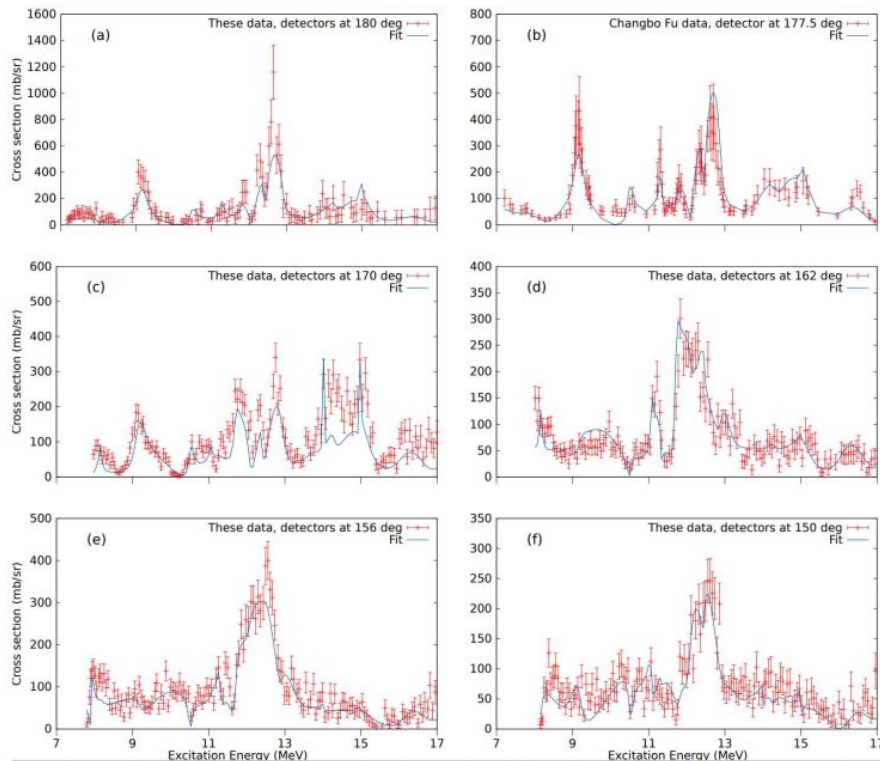 (a)
These data, detectors at 180 deg
Fit
Cross section (mb/sr)
1600
1400
1200
1000
800
600
400
200
0
(b)
Changbo Fu data, detector at 177.5 deg
Fit
800
700
600
500
400
300
200
100
0
(c)
These data, detectors at 170 deg
Fit
Cross section (mb/sr)
600
500
400
300
200
100
0
(d)
These data, detectors at 162 deg
Fit
400
350
300
250
200
150
100
50
0
(e)
These data, detectors at 156 deg
Fit
Cross section (mb/sr)
500
400
300
200
100
0
7 9 11 13 15 17
Excitation Energy (MeV)
(f)
These data, detectors at 150 deg
Fit
350
300
250
200
150
100
50
0
7 9 11 13 15 17
Excitation Energy (MeV)